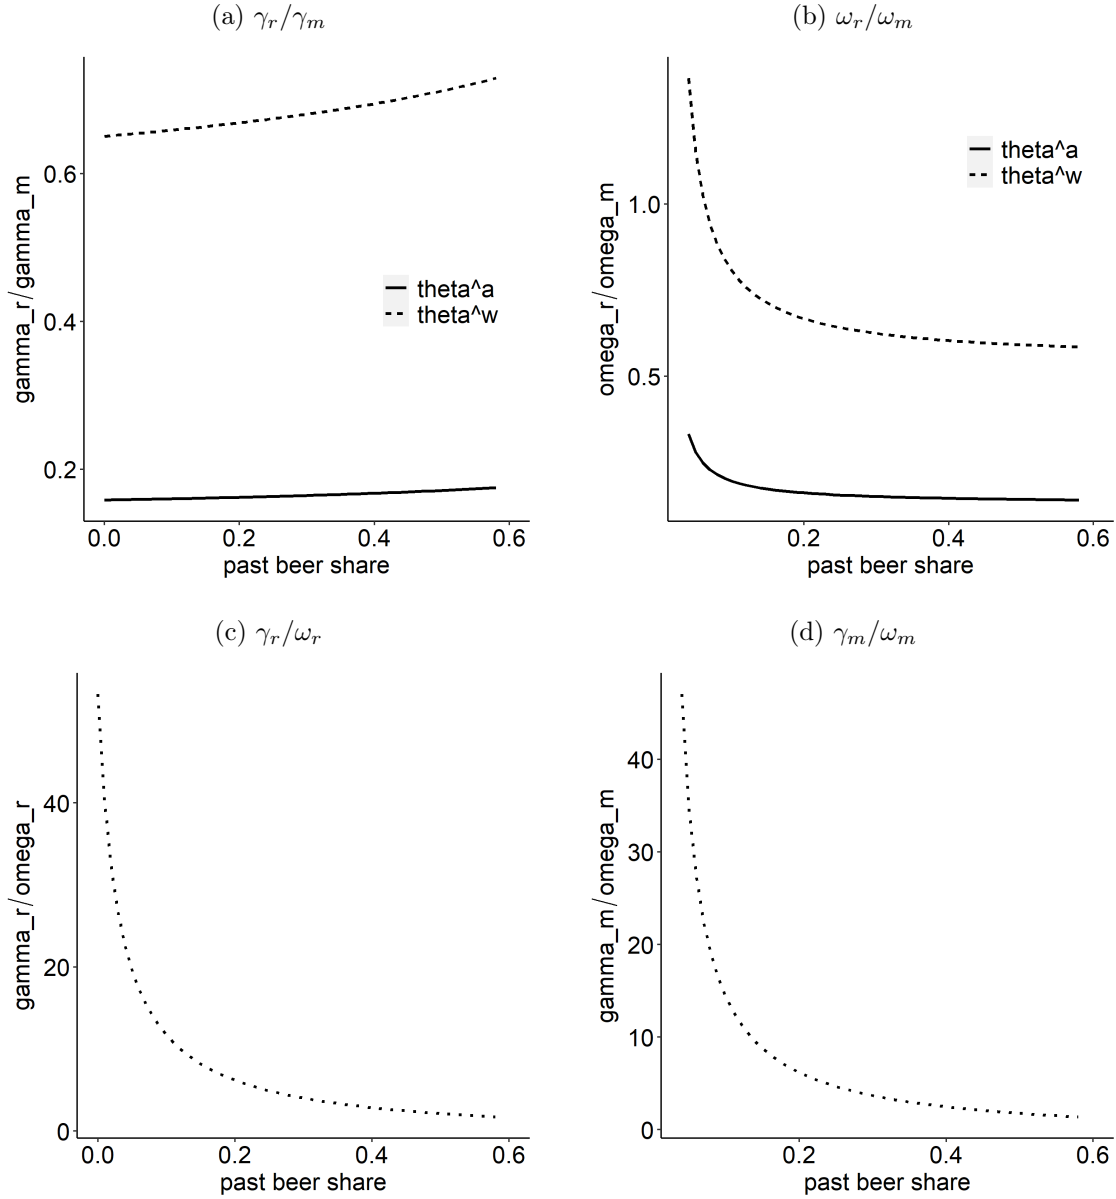 (a) γr/γm
gamma_r/gamma_m
0.6
0.4
0.2
theta^a
theta^w
0.0 0.2 0.4 0.6
past beer share
(b) ωr/ωm
omega_r/omega_m
1.0
0.5
theta^a
theta^w
0.2 0.4 0.6
past beer share
(c) γr/ωr
gamma_r/omega_r
40
20
0
0.0 0.2 0.4 0.6
past beer share
(d) γm/ωm
gamma_m/omega_m
40
30
20
10
0
0.2 0.4 0.6
past beer share